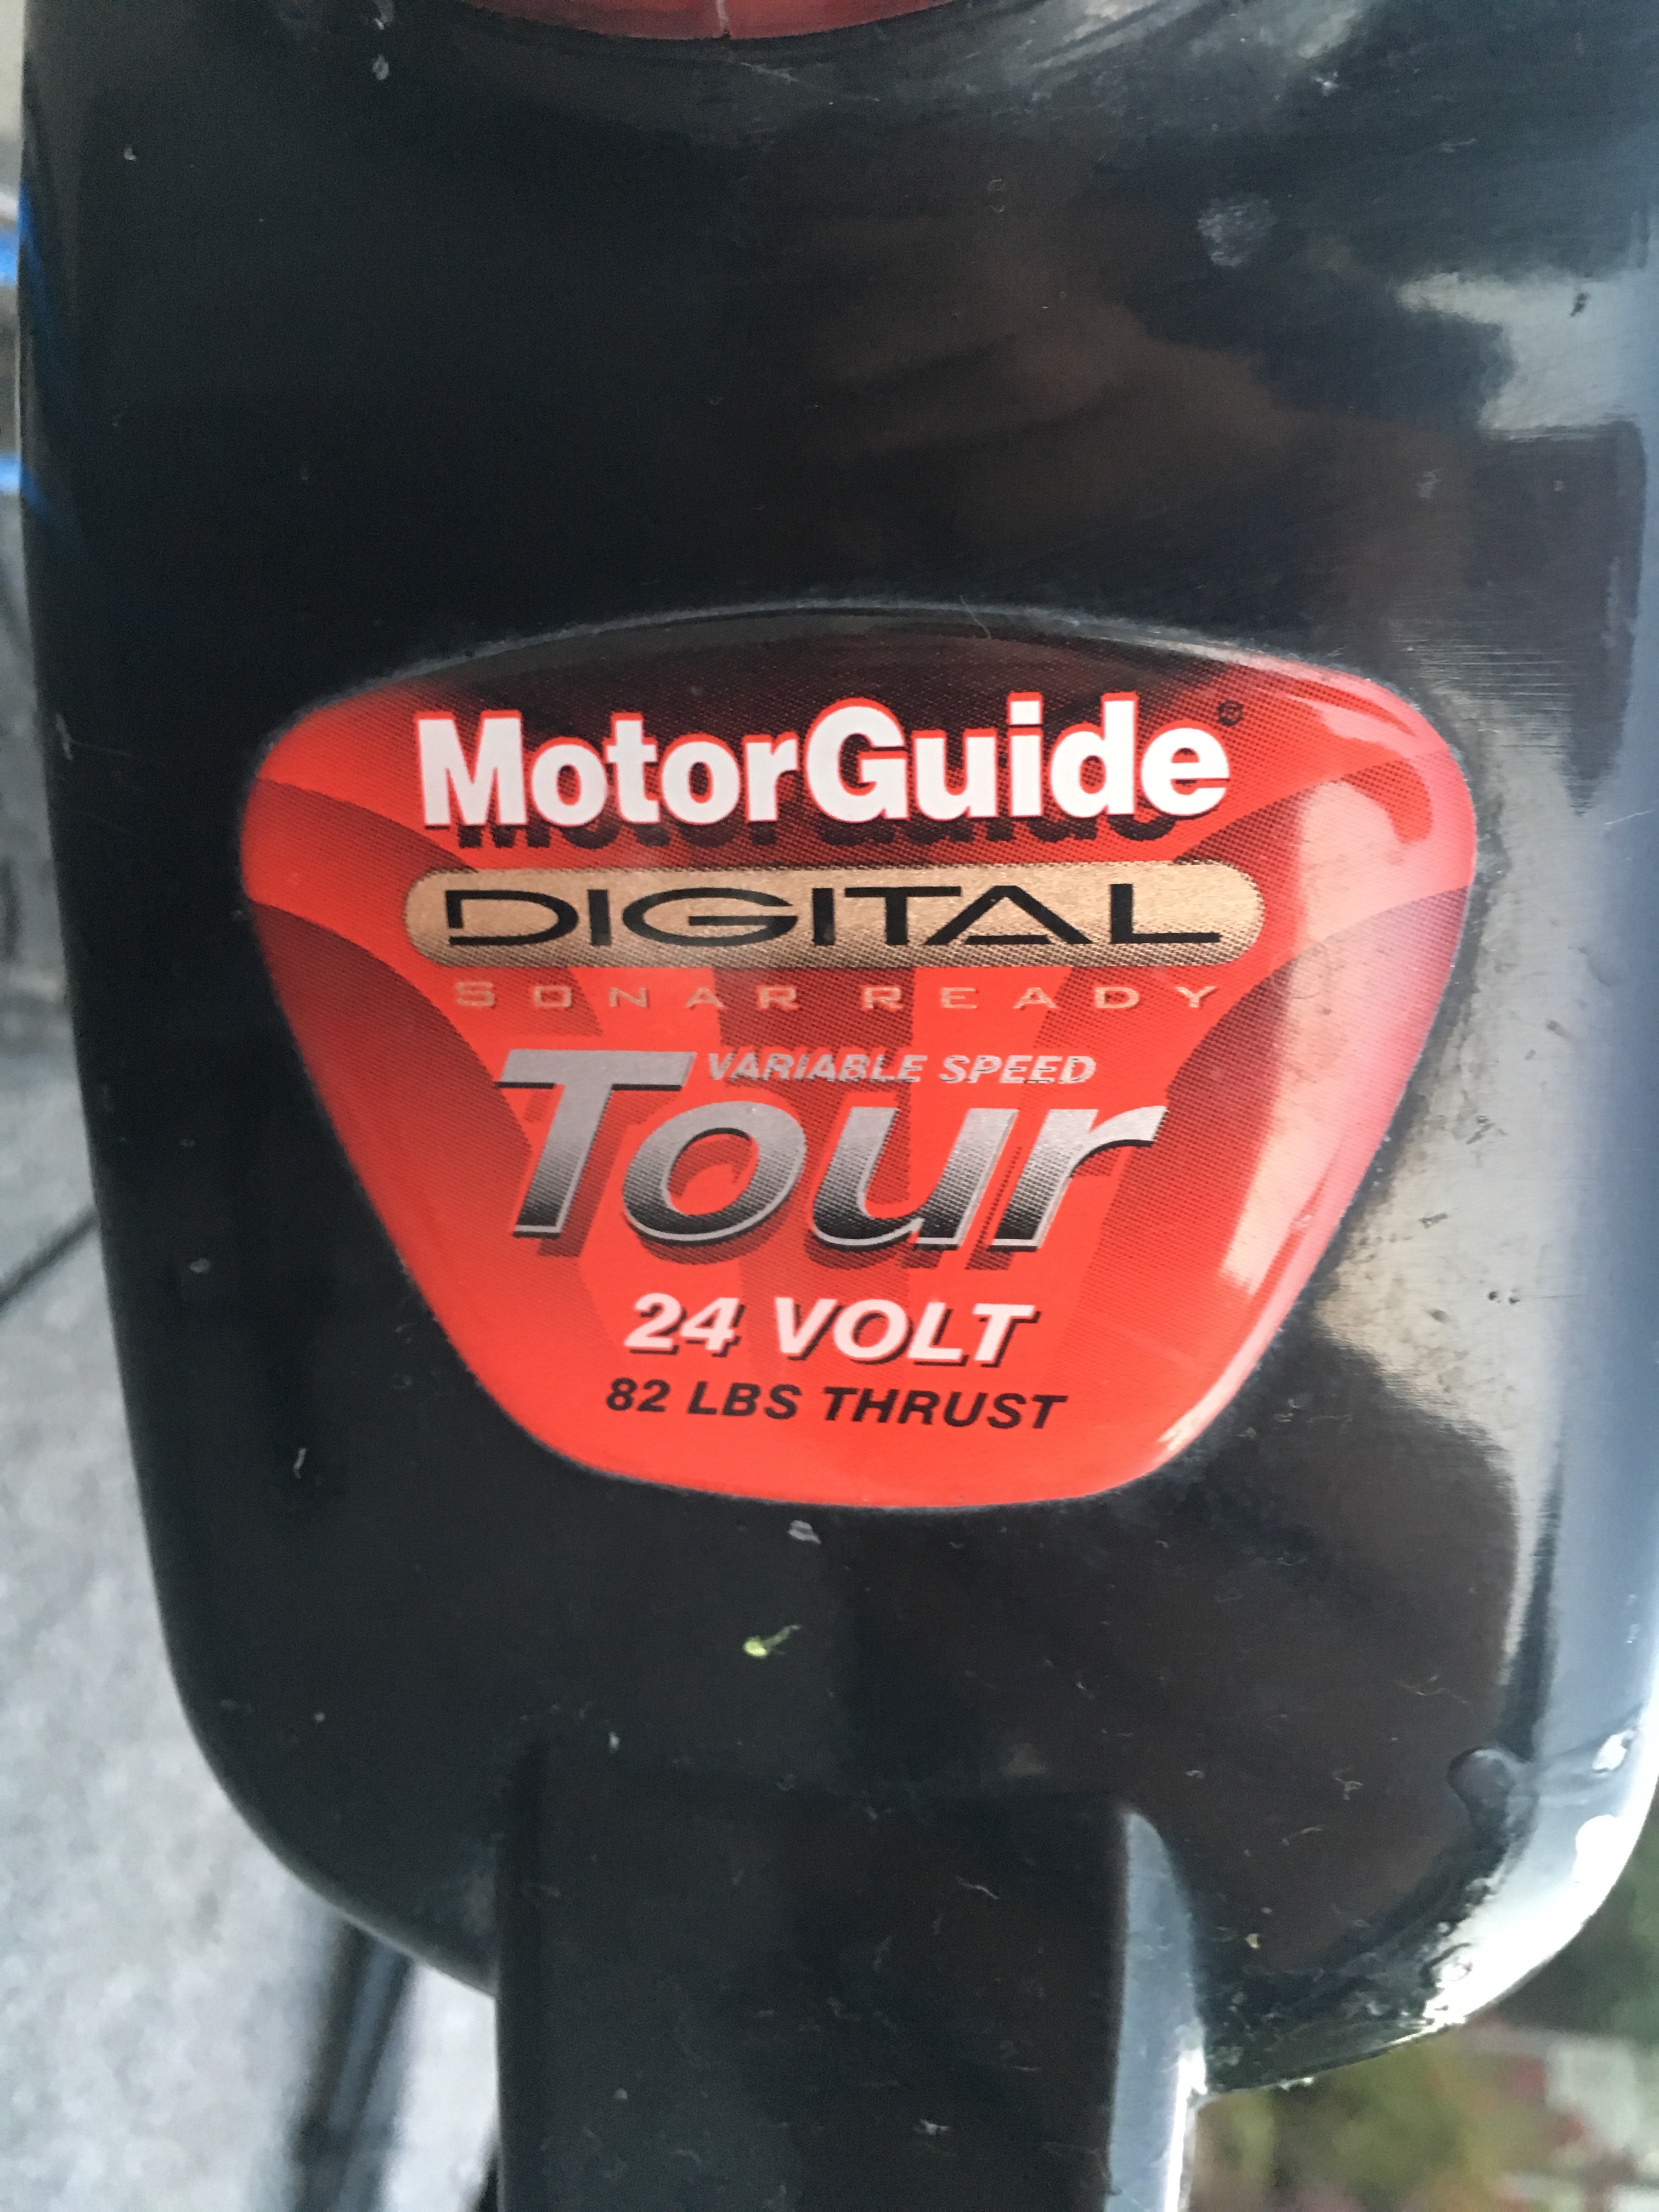 MotorGuide®
DIGITAL
SONAR READY
VARIABLE SPEED
Tour
24 VOLT
82 LBS THRUST